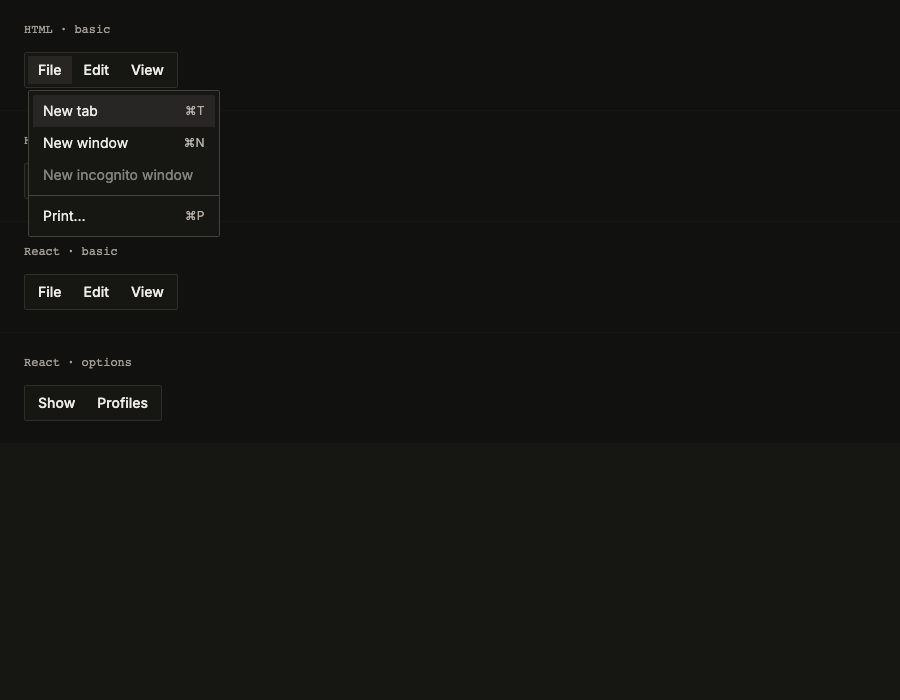 HTML • basic
File Edit View
New tab ⌘T
New window ⌘N
New incognito window
Print... ⌘P
React • basic
File Edit View
React • options
Show Profiles